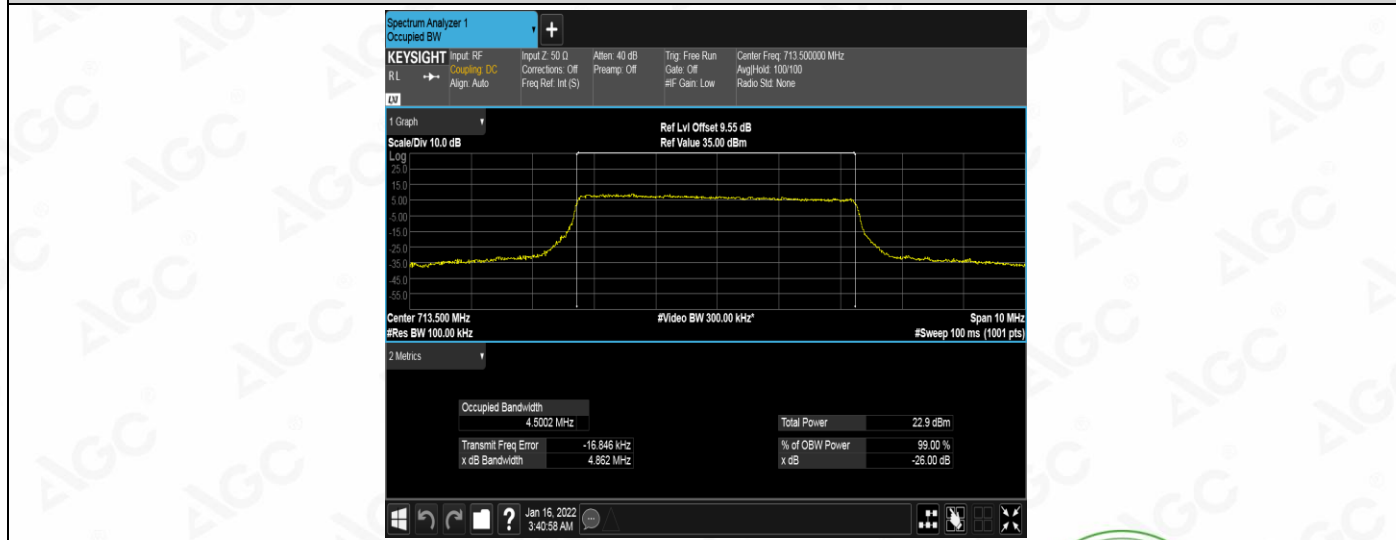 Spectrum Analyzer 1
Occupied BW
+
KEYSIGHT Input: RF Input Z: 50 Ω Atten: 40 dB Trig: Free Run Center Freq: 713.500000 MHz
RL Coupling: DC Corrections: Off Preamp: Off Gate: Off Avg|Hold: 100/100
Align: Auto Freq Ref: Int (S) #IF Gain: Low Radio Std: None
LXI
1 Graph Ref Lvl Offset 9.55 dB
Scale/Div 10.0 dB Ref Value 35.00 dBm
Log
25.0
15.0
5.00
-5.00
-15.0
-25.0
-35.0
-45.0
-55.0
Center 713.500 MHz #Video BW 300.00 kHz* Span 10 MHz
#Res BW 100.00 kHz #Sweep 100 ms (1001 pts)
2 Metrics
Occupied Bandwidth
4.5002 MHz Total Power 22.9 dBm
Transmit Freq Error -16.846 kHz % of OBW Power 99.00 %
x dB Bandwidth 4.862 MHz x dB -26.00 dB
? Jan 16, 2022
3:40:58 AM
AGC